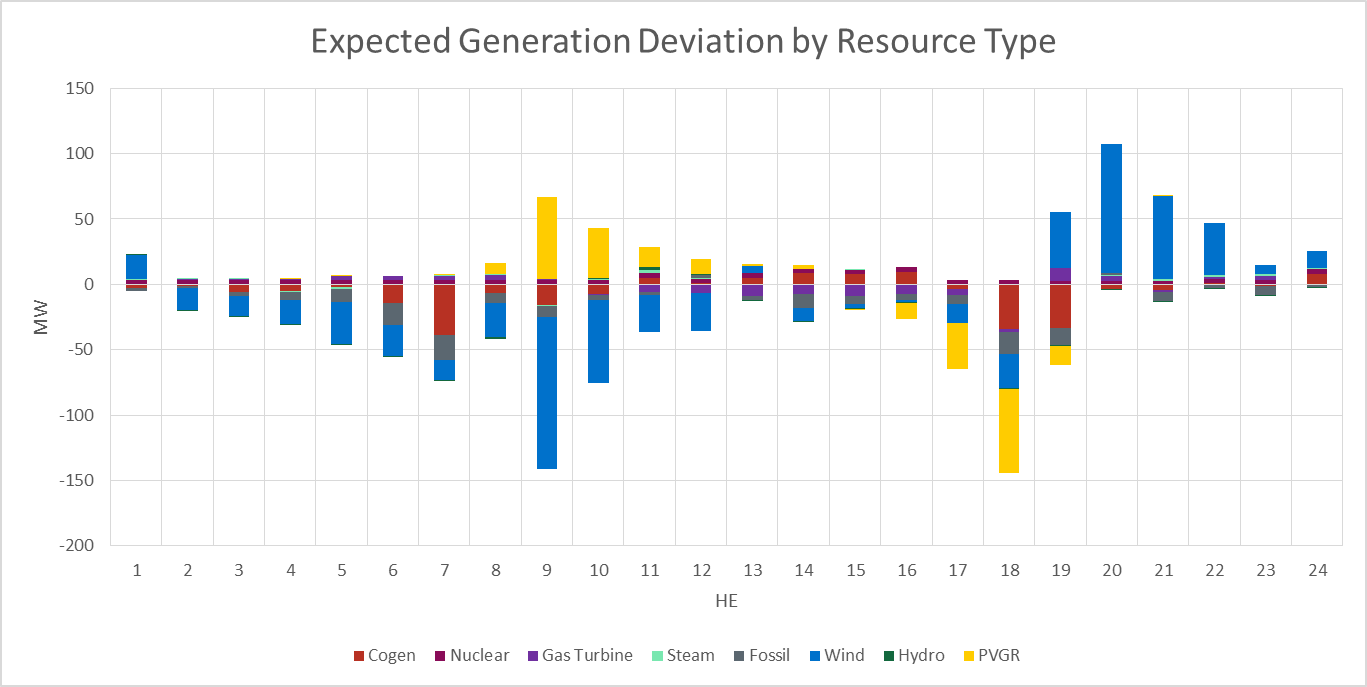 Expected Generation Deviation by Resource Type
150
100
50
0
-50
-100
-150
-200
MW
1 2 3 4 5 6 7 8 9 10 11 12 13 14 15 16 17 18 19 20 21 22 23 24
HE
Cogen Nuclear Gas Turbine Steam Fossil Wind Hydro PVGR